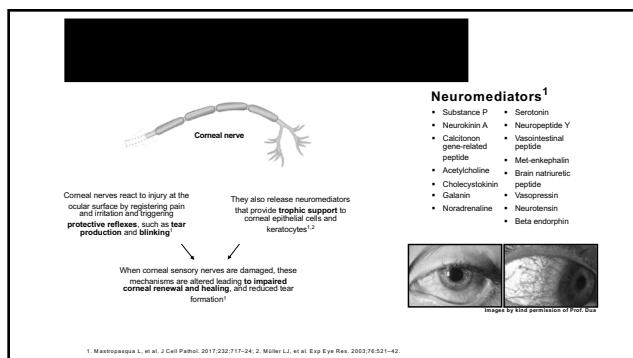 Corneal nerve
Corneal nerves react to injury at the
ocular surface by registering pain
and irritation and triggering
protective reflexes, such as tear
production and blinking1
They also release neuromediators
that provide trophic support to
corneal epithelial cells and
keratocytes1,2
When corneal sensory nerves are damaged, these
mechanisms are altered leading to impaired
corneal renewal and healing, and reduced tear
formation1
Neuromediators1
▪ Substance P
▪ Neurokinin A
▪ Calcitonon
gene-related
peptide
▪ Acetylcholine
▪ Cholecystokinin
▪ Galanin
▪ Noradrenaline
▪ Serotonin
▪ Neuropeptide Y
▪ Vasointestinal
peptide
▪ Met-enkephalin
▪ Brain natriuretic
peptide
▪ Vasopressin
▪ Neurotensin
▪ Beta endorphin
Images by kind permission of Prof. Dua
1. Mastropasqua L, et al. J Cell Pathol. 2017;232:717–24; 2. Müller LJ, et al. Exp Eye Res. 2003;76:521–42.